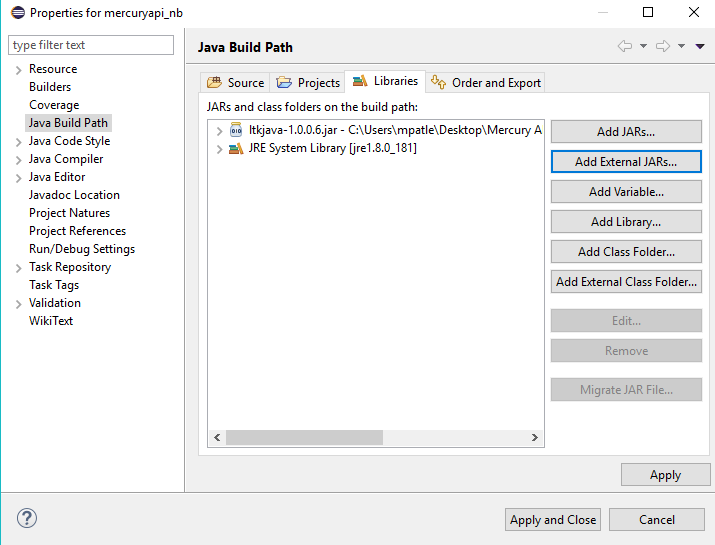 Properties for mercuryapi_nb
type filter text
Resource
Builders
Coverage
Java Build Path
Java Code Style
Java Compiler
Java Editor
Javadoc Location
Project Natures
Project References
Run/Debug Settings
Task Repository
Task Tags
Validation
WikiText
Java Build Path
Source Projects Libraries Order and Export
JARs and class folders on the build path:
ltkjava-1.0.0.6.jar - C:\Users\mpatle\Desktop\Mercury A
JRE System Library [jre1.8.0_181]
Add JARs...
Add External JARs...
Add Variable...
Add Library...
Add Class Folder...
Add External Class Folder...
Edit...
Remove
Migrate JAR File...
Apply
Apply and Close Cancel